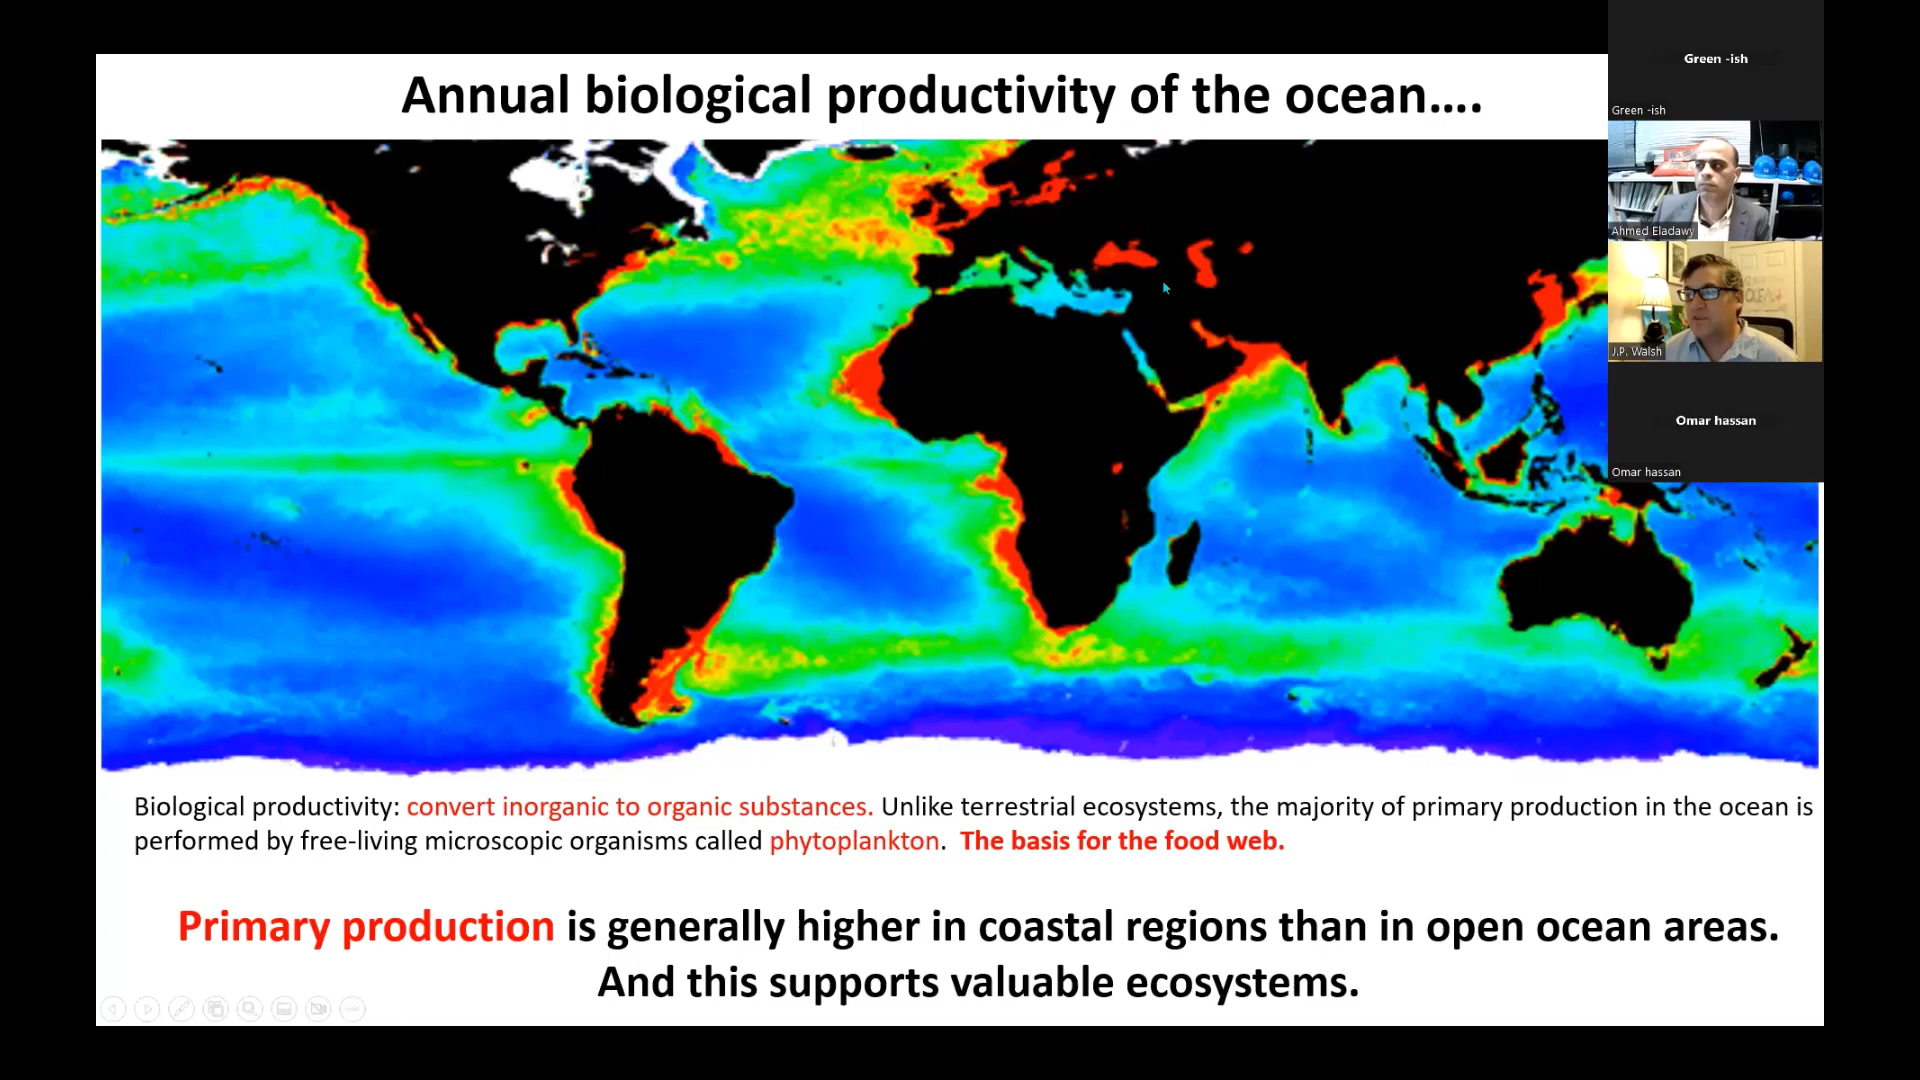 Annual biological productivity of the ocean....
Green -ish
Green -ish
Ahmed Eladawy
J.P. Walsh
Omar hassan
Omar hassan
Biological productivity: convert inorganic to organic substances. Unlike terrestrial ecosystems, the majority of primary production in the ocean is
performed by free-living microscopic organisms called phytoplankton. The basis for the food web.
Primary production is generally higher in coastal regions than in open ocean areas.
And this supports valuable ecosystems.